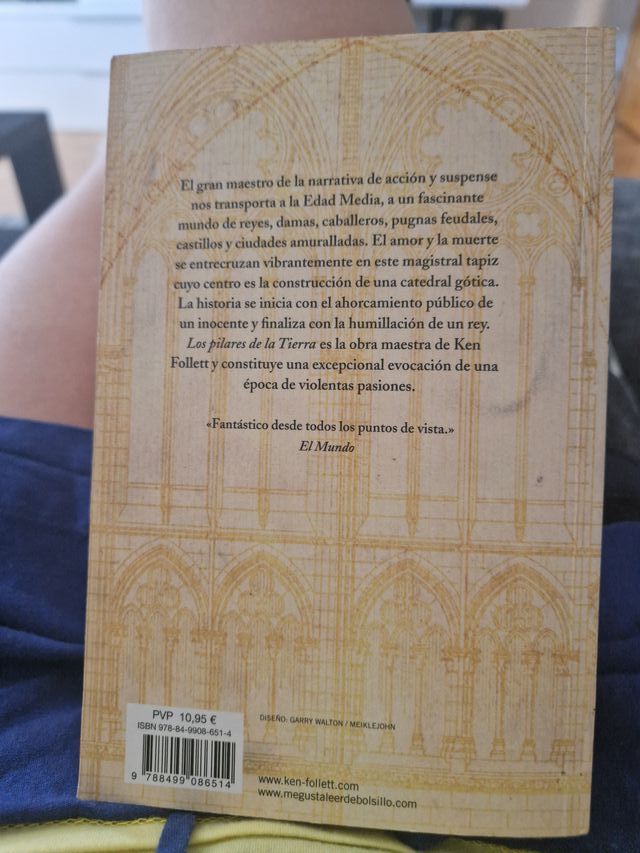 El gran maestro de la narrativa de acción y suspense
nos transporta a la Edad Media, a un fascinante
mundo de reyes, damas, caballeros, pugnas feudales,
castillos y ciudades amuralladas. El amor y la muerte
se entrecruzan vibrantemente en este magistral tapiz
cuyo centro es la construcción de una catedral gótica.
La historia se inicia con el ahorcamiento público de
un inocente y finaliza con la humillación de un rey.
Los pilares de la Tierra es la obra maestra de Ken
Follett y constituye una excepcional evocación de una
época de violentas pasiones.
«Fantástico desde todos los puntos de vista.»
El Mundo
PVP 10,95 €
ISBN 978-84-9908-651-4
9 788499 086514
DISEÑO: GARRY WALTON / MEIKLEJOHN
www.ken-follett.com
www.megustaleerdebolsillo.com